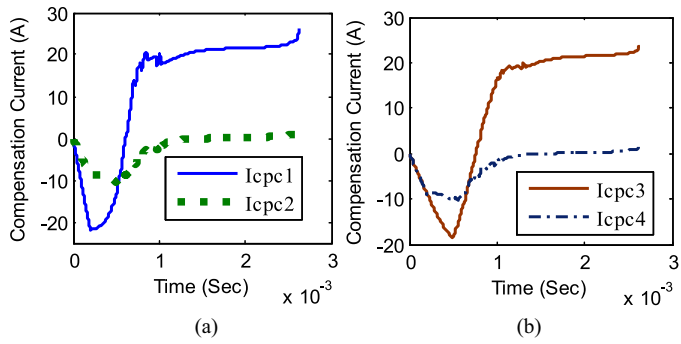 30
20
10
0
-10
-20
0
1
2
3
Compensation Current (A)
Time (Sec)
x 10⁻³
Icpc1
Icpc2
(a)
30
20
10
0
-10
-20
0
1
2
3
Compensation Current (A)
Time (Sec)
x 10⁻³
Icpc3
Icpc4
(b)